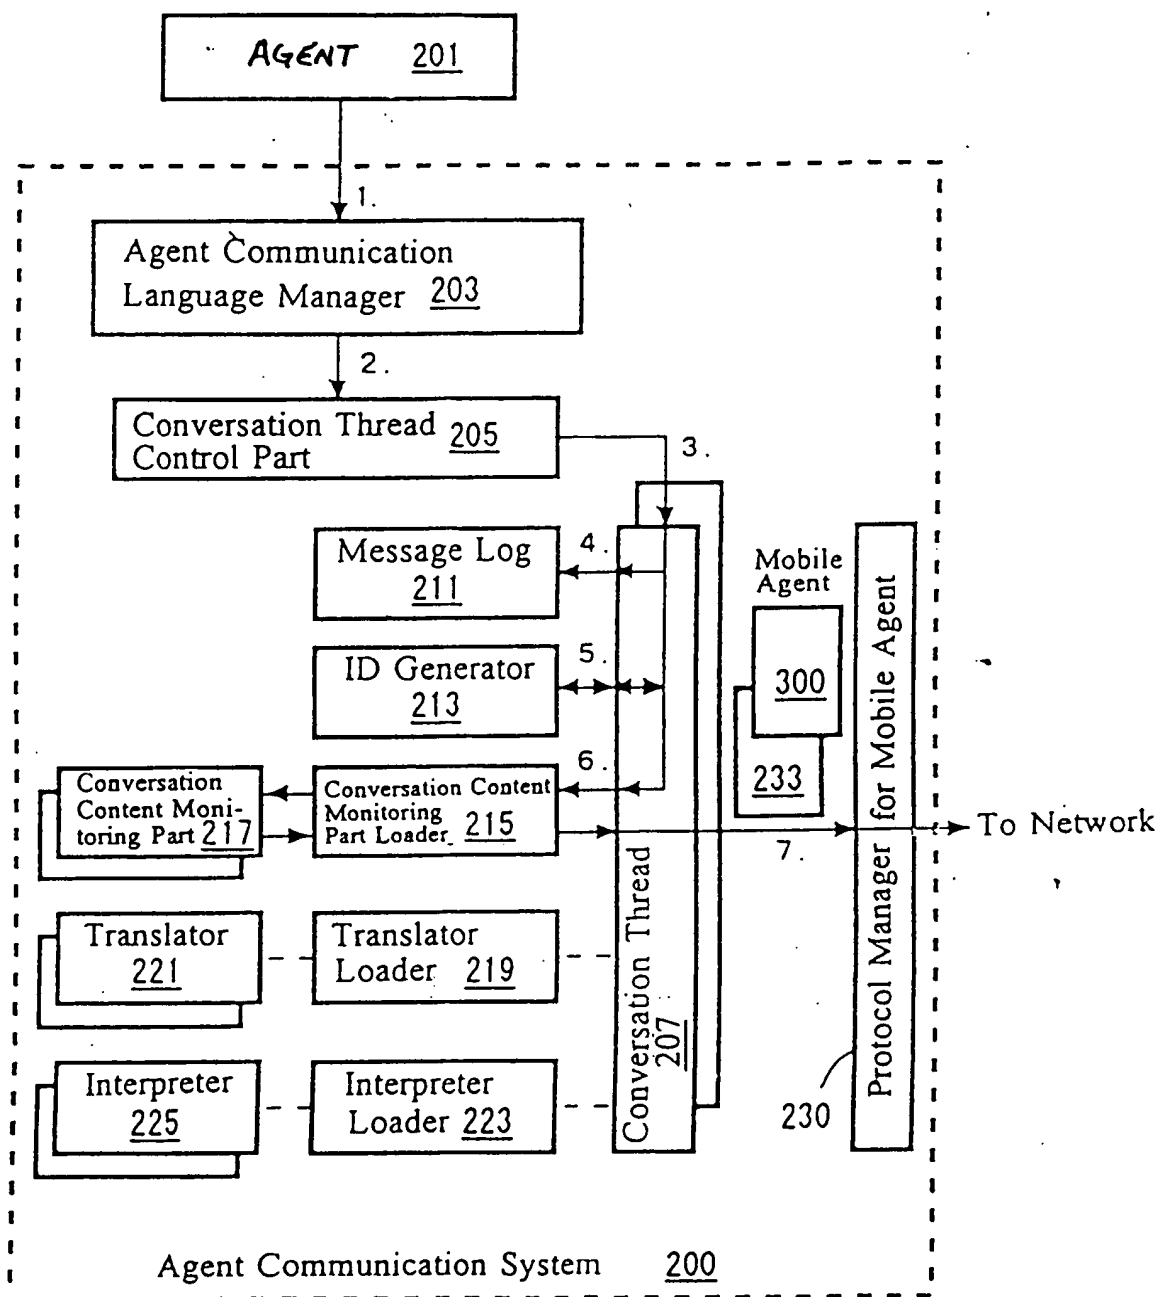 AGENT 201
1.
Agent Communication
Language Manager 203
2.
Conversation Thread 205
Control Part
3.
Message Log
211
4.
ID Generator
213
5.
6.
Conversation
Content Moni-
toring Part 217
Conversation Content
Monitoring
Part Loader 215
Translator
221
Translator
Loader 219
Interpreter
225
Interpreter
Loader 223
Conversation Thread
207
Mobile
Agent
300
233
7.
Protocol Manager for Mobile Agent
230
To Network
Agent Communication System 200